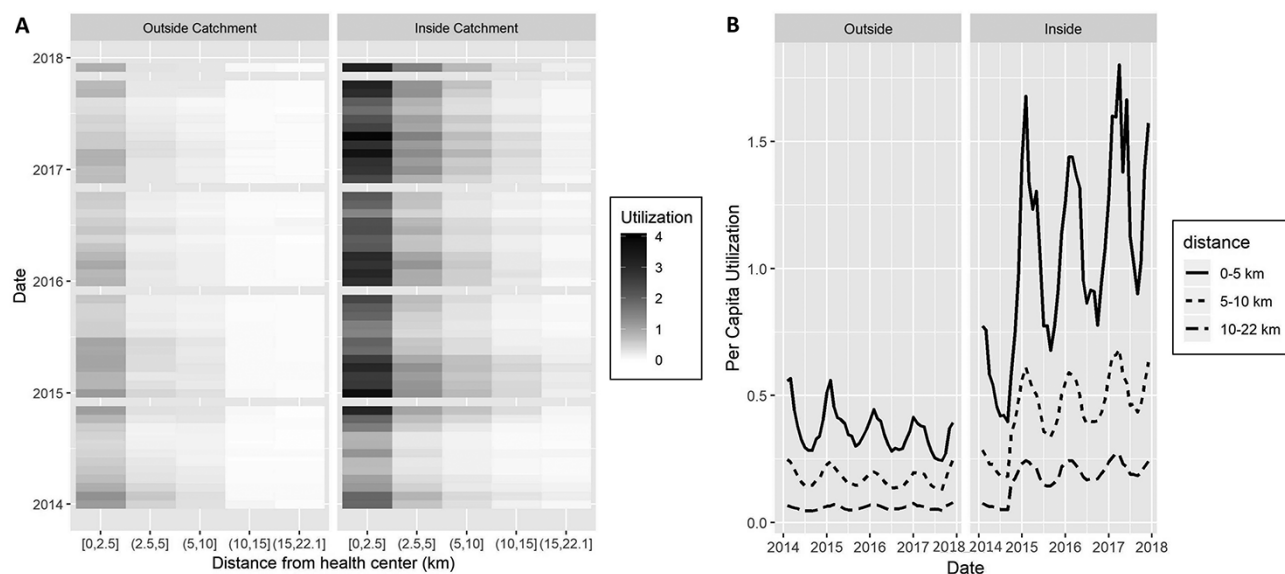 A
Outside Catchment Inside Catchment
2018
2017
2016
2015
2014
Date
[0,2.5] (2.5,5] (5,10] (10,15] (15,22.1] [0,2.5] (2.5,5] (5,10] (10,15] (15,22.1]
Distance from health center (km)
Utilization
4
3
2
1
0
B
Outside Inside
1.5
1.0
0.5
0.0
Per Capita Utilization
2014 2015 2016 2017 2018 2014 2015 2016 2017 2018
Date
distance
0-5 km
5-10 km
10-22 km